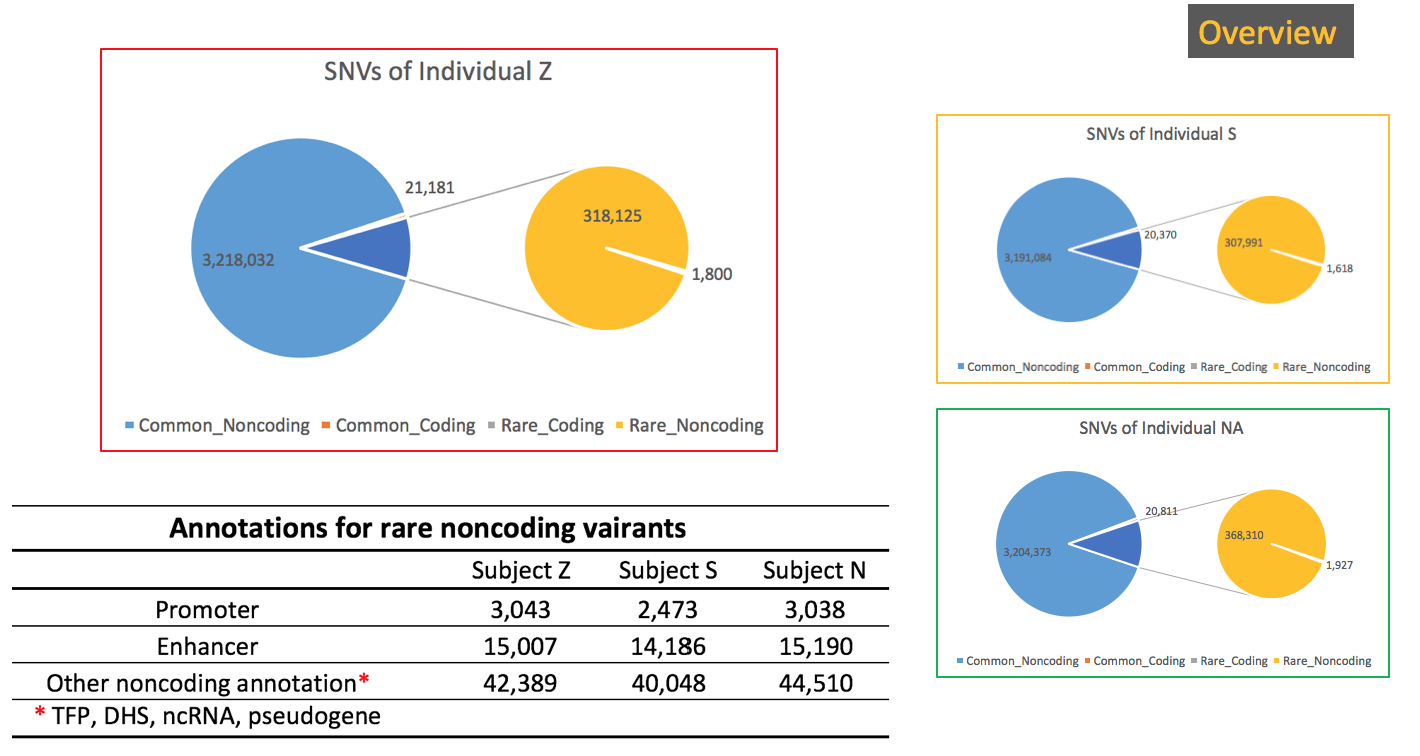 Overview
SNVs of Individual Z
21,181
318,125
3,218,032
1,800
Common_Noncoding Common_Coding Rare_Coding Rare_Noncoding
SNVs of Individual S
20,370
307,991
3,191,084
1,618
Common_Noncoding Common_Coding Rare_Coding Rare_Noncoding
SNVs of Individual NA
20,811
368,310
3,204,373
1,927
Common_Noncoding Common_Coding Rare_Coding Rare_Noncoding
Annotations for rare noncoding vairants
Subject Z Subject S Subject N
Promoter 3,043 2,473 3,038
Enhancer 15,007 14,186 15,190
Other noncoding annotation* 42,389 40,048 44,510
* TFP, DHS, ncRNA, pseudogene